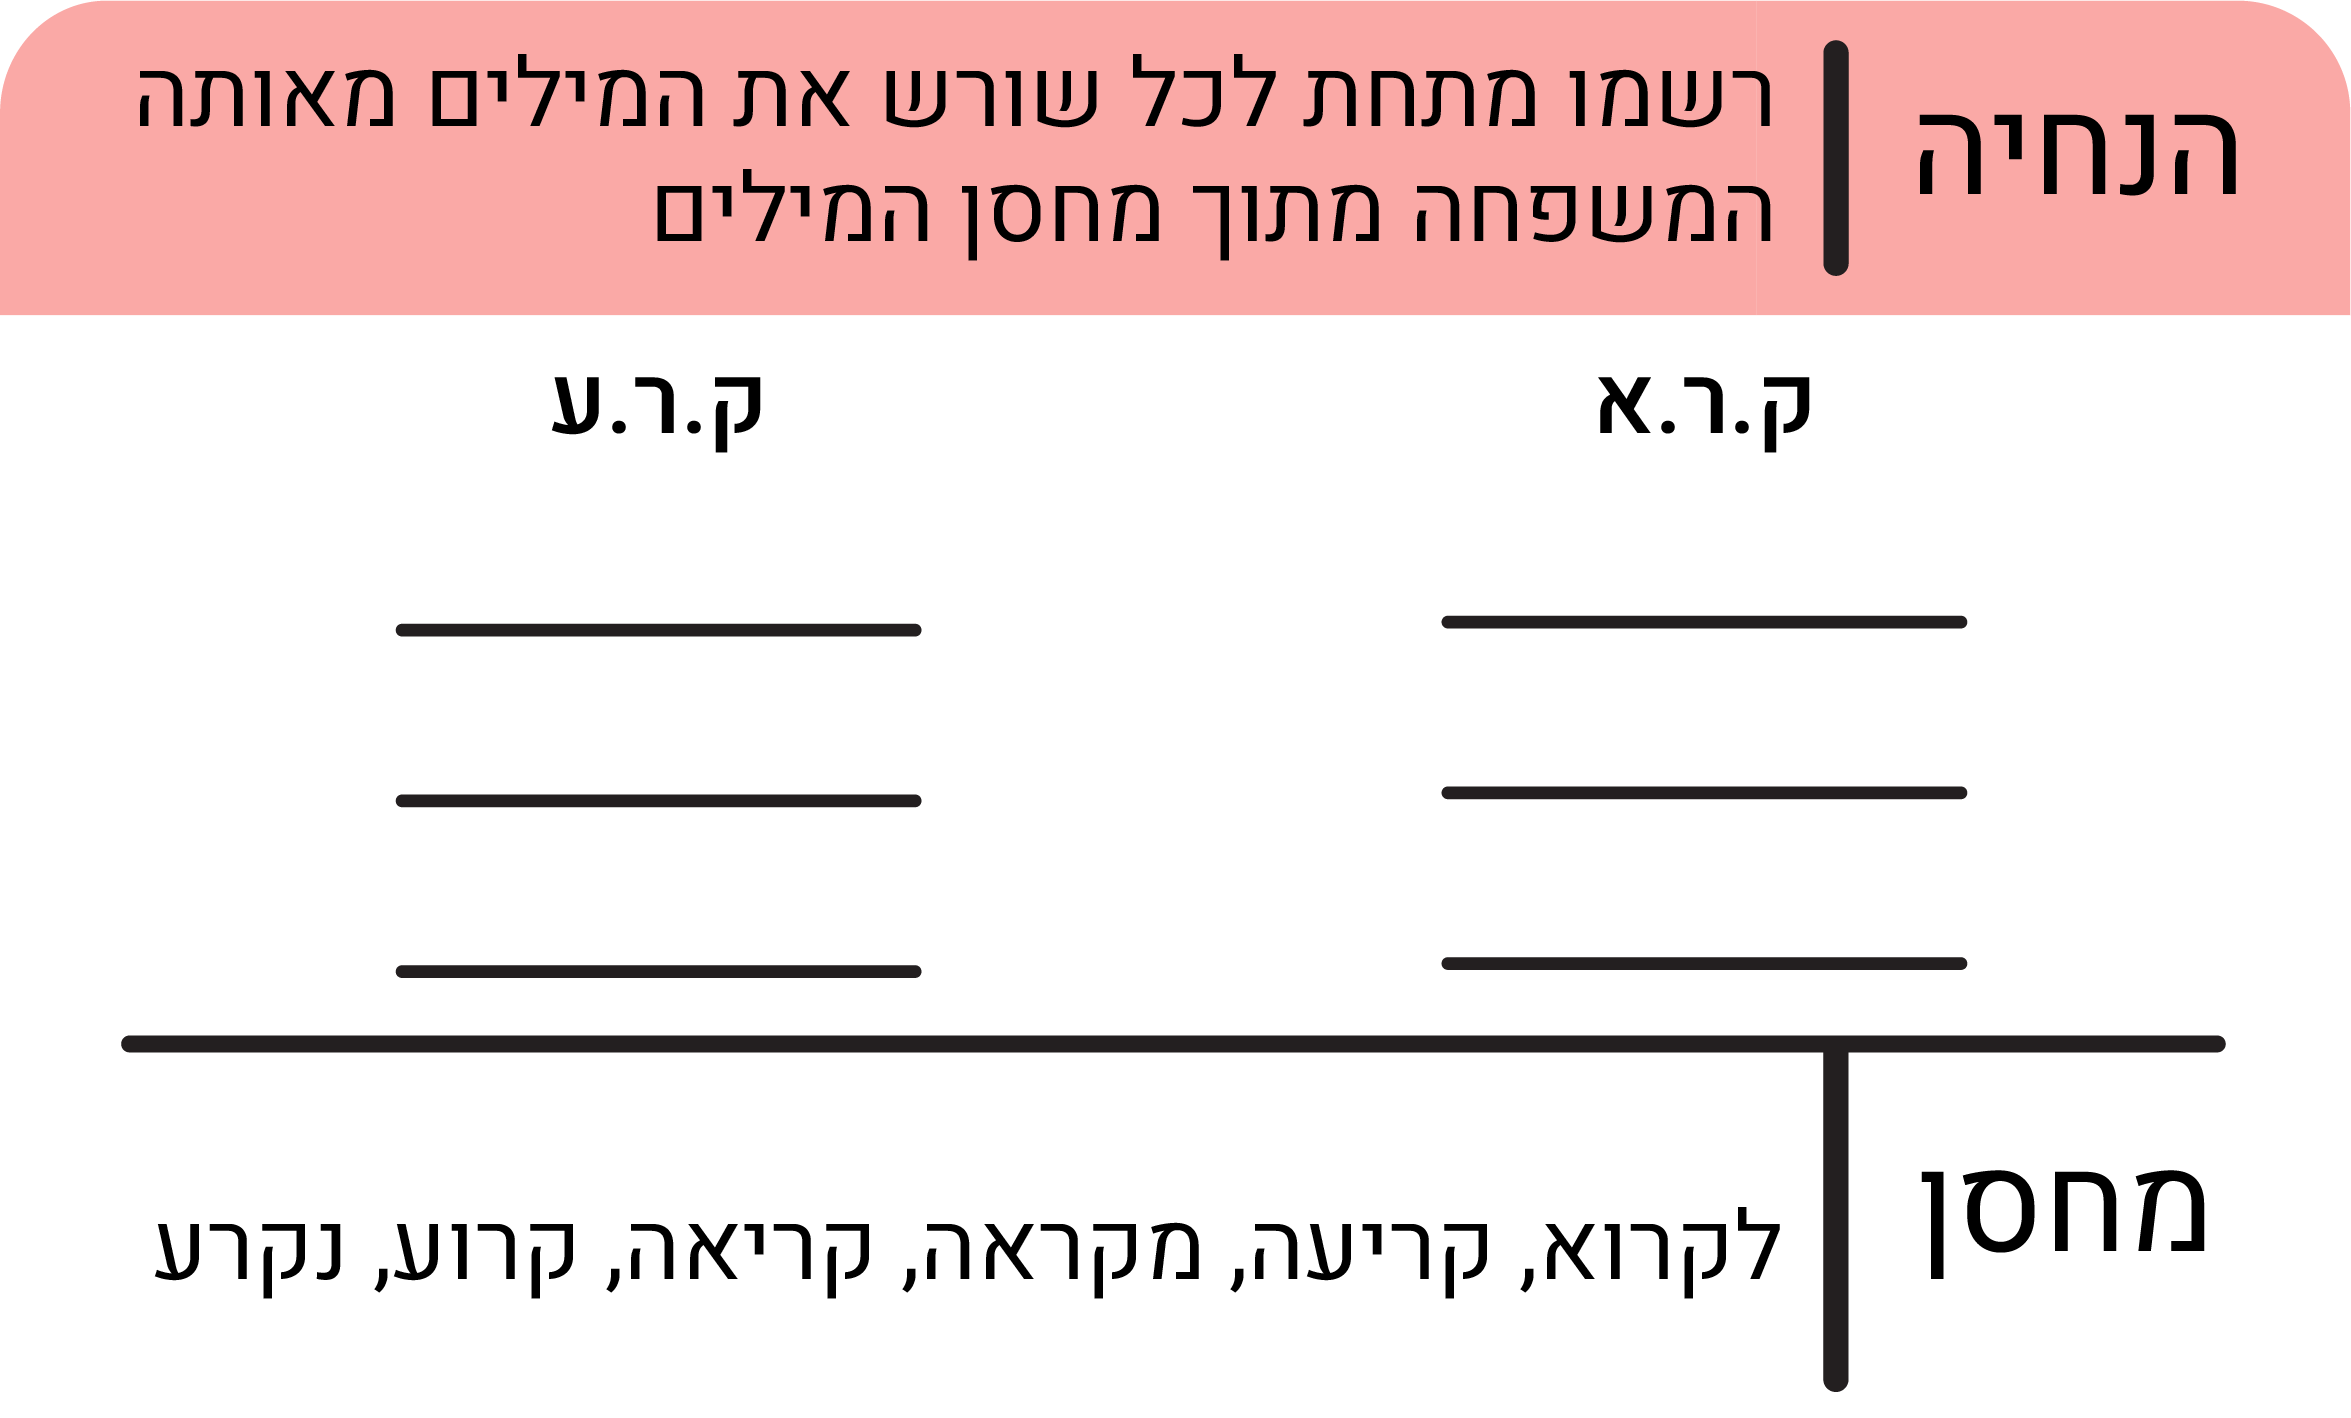 הנחיה
רשמו מתחת לכל שורש את המילים מאותה
המשפחה מתוך מחסן המילים
ק.ר.א
ק.ר.ע
מחסן
לקרוא, קריעה, מקראה, קריאה, קרוע, נקרע